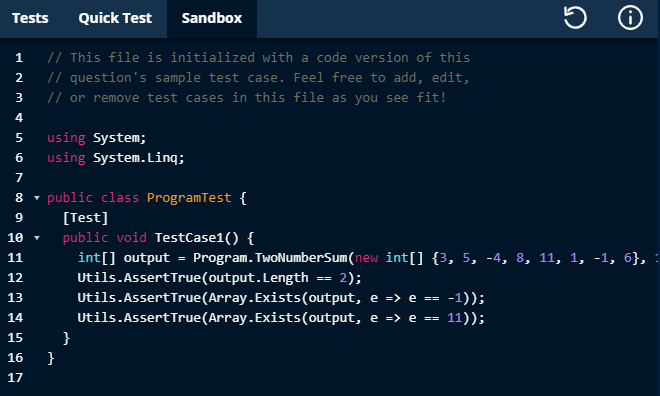 Tests Quick Test Sandbox
1 // This file is initialized with a code version of this
2 // question's sample test case. Feel free to add, edit,
3 // or remove test cases in this file as you see fit!
4
5 using System;
6 using System.Linq;
7
8 public class ProgramTest {
9 [Test]
10 public void TestCase1() {
11 int[] output = Program.TwoNumberSum(new int[] {3, 5, -4, 8, 11, 1, -1, 6},
12 Utils.AssertTrue(output.Length == 2);
13 Utils.AssertTrue(Array.Exists(output, e => e == -1));
14 Utils.AssertTrue(Array.Exists(output, e => e == 11));
15 }
16 }
17